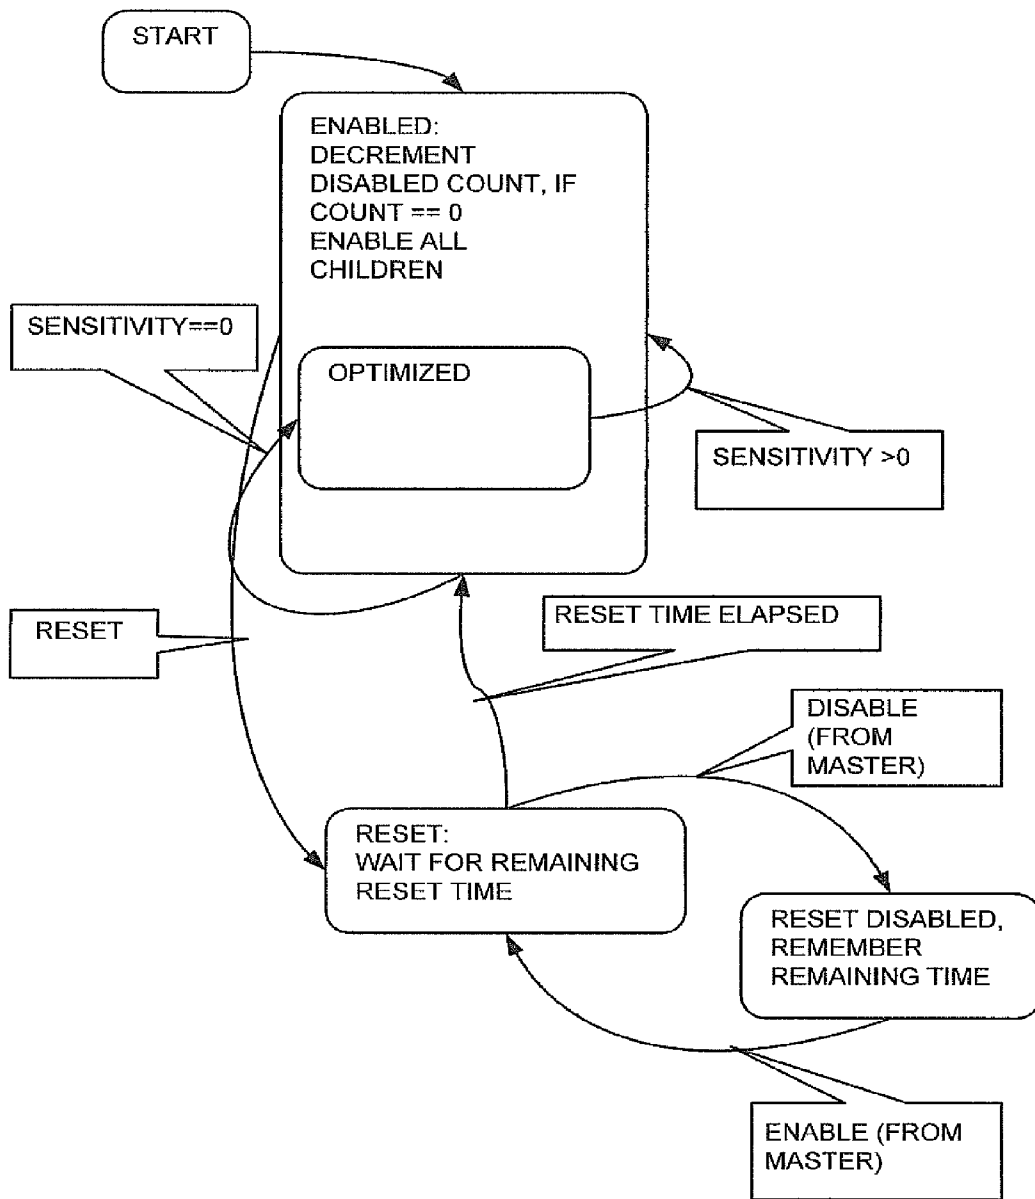 START
ENABLED:
DECREMENT
DISABLED COUNT, IF
COUNT == 0
ENABLE ALL
CHILDREN
SENSITIVITY==0
OPTIMIZED
SENSITIVITY >0
RESET
RESET TIME ELAPSED
DISABLE
(FROM
MASTER)
RESET:
WAIT FOR REMAINING
RESET TIME
RESET DISABLED,
REMEMBER
REMAINING TIME
ENABLE (FROM
MASTER)